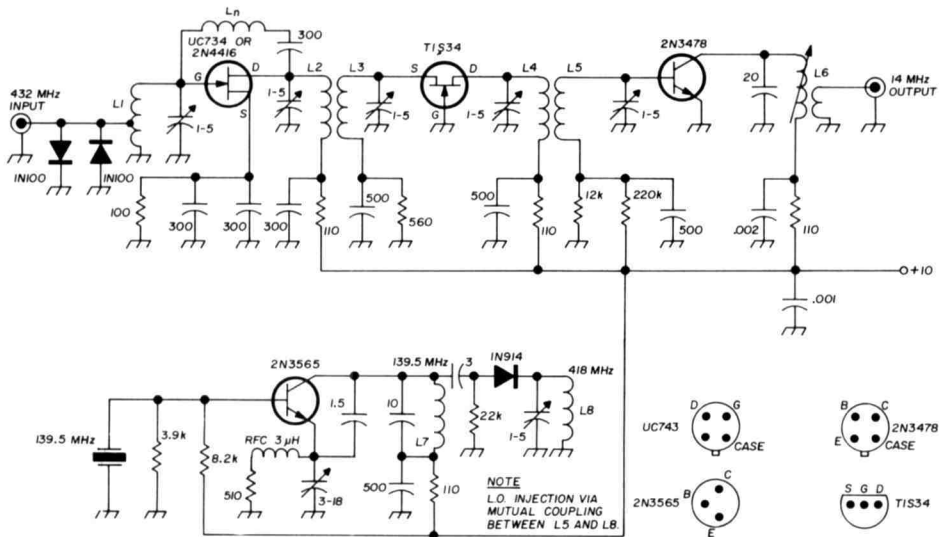 Ln
300
UC734 OR
2N4416
TIS34
2N3478
432 MHz
INPUT
L1
G
D
S
1-5
L2
1-5
L3
1-5
S
D
G
1-5
L4
L5
1-5
20
L6
14 MHz
OUTPUT
1N100
1N100
100
300
300
300
110
500
560
500
110
12k
220k
500
.002
110
+10
.001
2N3565
139.5 MHz
3
1N914
418 MHz
139.5 MHz
3.9k
8.2k
RFC 3 µH
510
3-18
1.5
10
L7
500
110
22k
1-5
L8
NOTE
L.O. INJECTION VIA
MUTUAL COUPLING
BETWEEN L5 AND L8.
D
G
UC743
S
CASE
B
C
2N3478
E
CASE
C
B
2N3565
E
S G D
TIS34